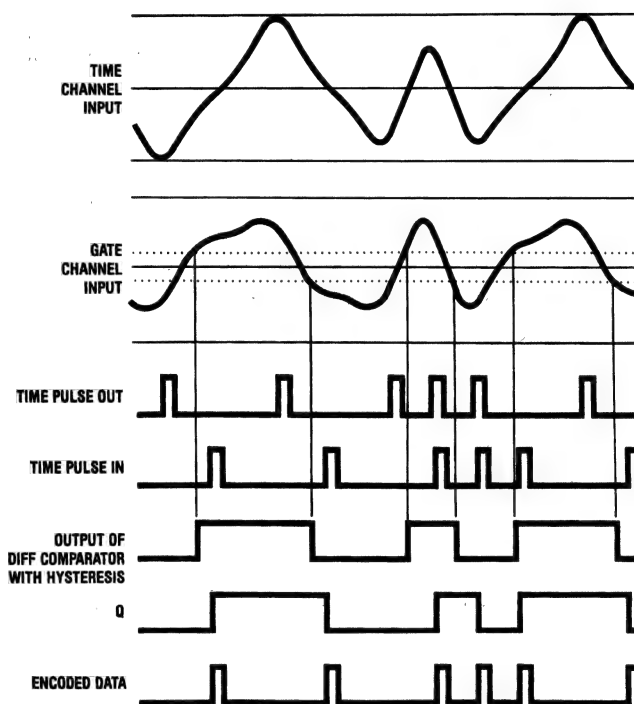 TIME
CHANNEL
INPUT
GATE
CHANNEL
INPUT
TIME PULSE OUT
TIME PULSE IN
OUTPUT OF
DIFF COMPARATOR
WITH HYSTERESIS
Q
ENCODED DATA